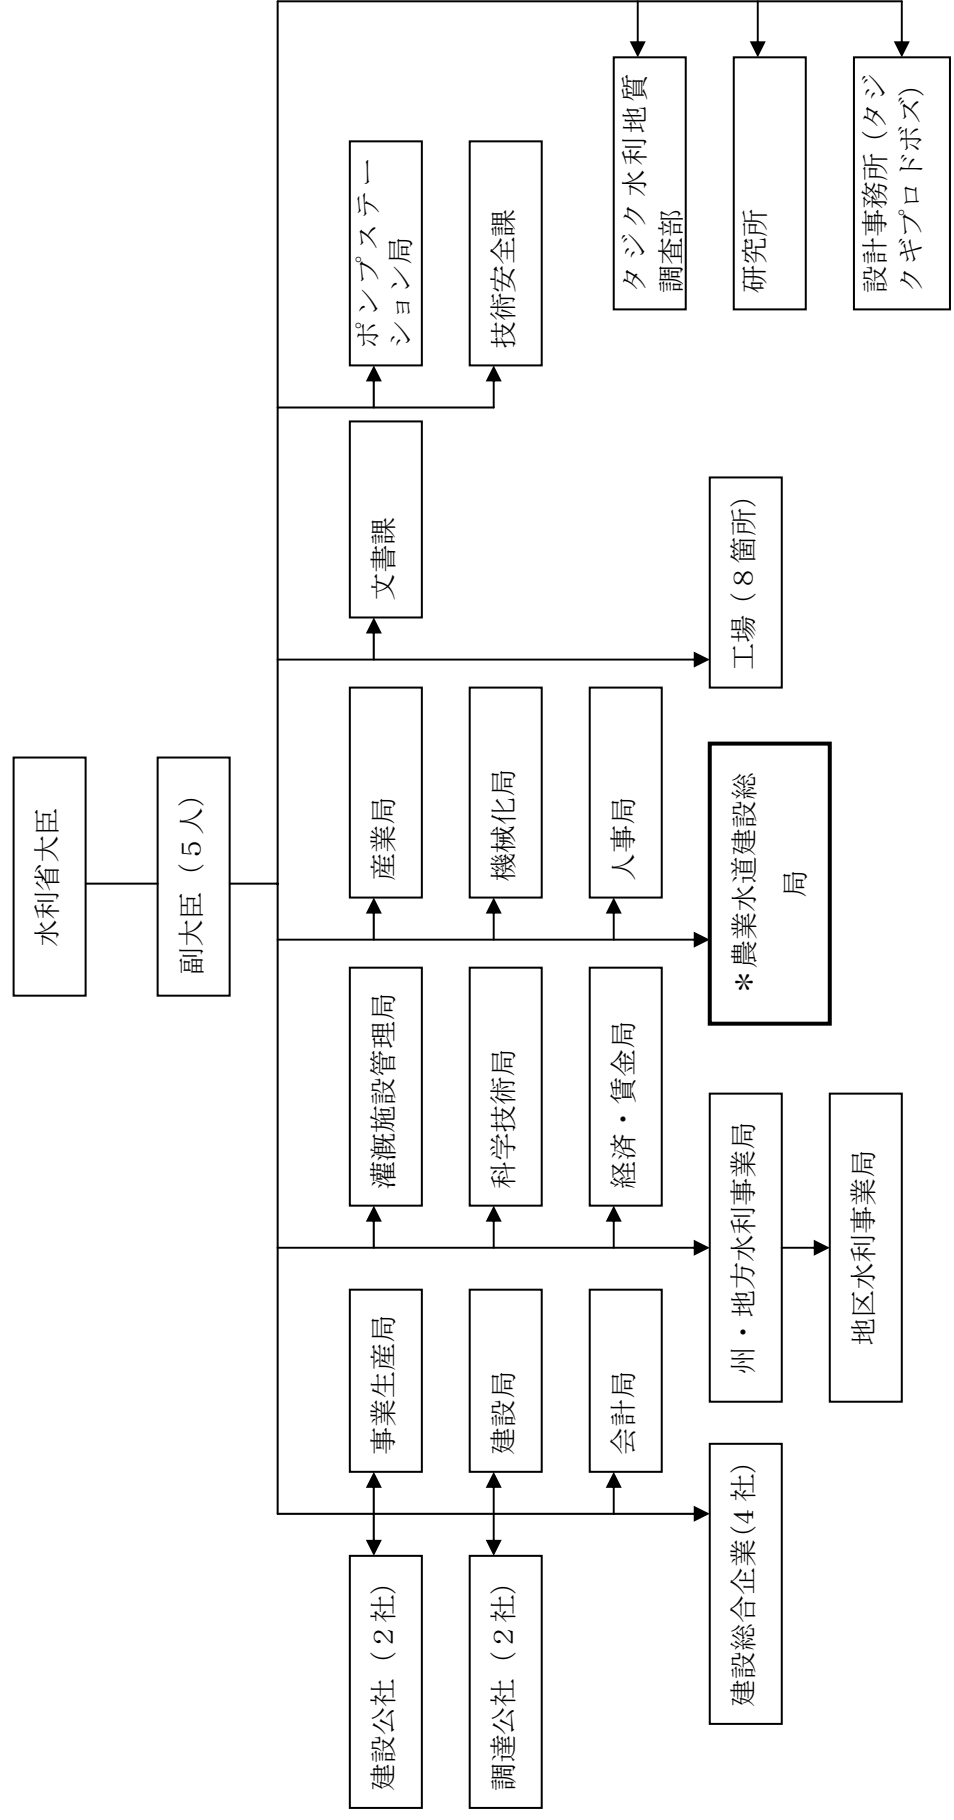 水利省大臣
副大臣（5人）
建設公社（2社）
事業生産局
灌漑施設管理局
産業局
文書課
ポンプステー
ション局
調達公社（2社）
建設局
科学技術局
機械化局
技術安全課
会計局
経済・賃金局
人事局
タジク水利地質
調査部
建設総合企業(4社)
州・地方水利事業局
＊農業水道建設総
局
工場（8箇所）
研究所
地区水利事業局
設計事務所（タジ
クギプロドボズ）